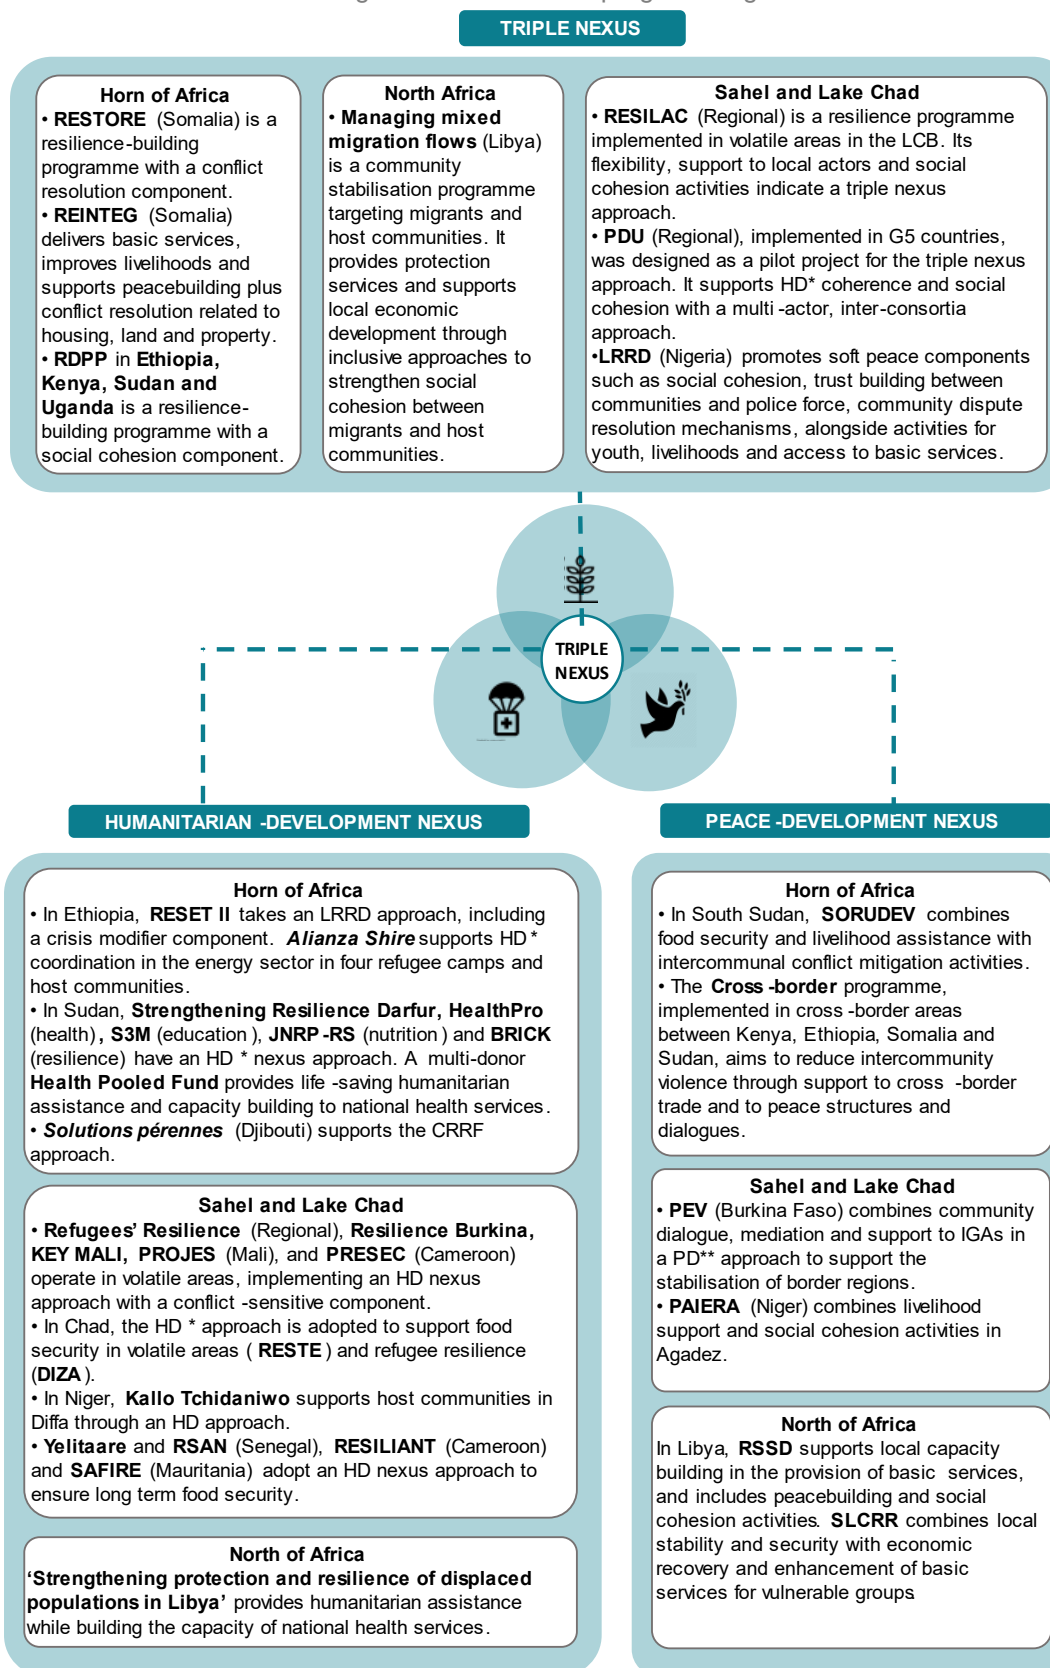 TRIPLE NEXUS
Horn of Africa
• RESTORE (Somalia) is a
resilience-building
programme with a conflict
resolution component.
• REINTEG (Somalia)
delivers basic services,
improves livelihoods and
supports peacebuilding plus
conflict resolution related to
housing, land and property.
• RDPP in Ethiopia,
Kenya, Sudan and
Uganda is a resilience-
building programme with a
social cohesion component.
North Africa
• Managing mixed
migration flows (Libya)
is a community
stabilisation programme
targeting migrants and
host communities. It
provides protection
services and supports
local economic
development through
inclusive approaches to
strengthen social
cohesion between
migrants and host
communities.
Sahel and Lake Chad
• RESILAC (Regional) is a resilience programme
implemented in volatile areas in the LCB. Its
flexibility, support to local actors and social
cohesion activities indicate a triple nexus
approach.
• PDU (Regional), implemented in G5 countries,
was designed as a pilot project for the triple nexus
approach. It supports HD* coherence and social
cohesion with a multi-actor, inter-consortia
approach.
•LRRD (Nigeria) promotes soft peace components
such as social cohesion, trust building between
communities and police force, community dispute
resolution mechanisms, alongside activities for
youth, livelihoods and access to basic services.
TRIPLE
NEXUS
HUMANITARIAN -DEVELOPMENT NEXUS
Horn of Africa
• In Ethiopia, RESET II takes an LRRD approach, including
a crisis modifier component. Alianza Shire supports HD *
coordination in the energy sector in four refugee camps and
host communities.
• In Sudan, Strengthening Resilience Darfur, HealthPro
(health), S3M (education), JNRP-RS (nutrition) and BRICK
(resilience) have an HD * nexus approach. A multi-donor
Health Pooled Fund provides life -saving humanitarian
assistance and capacity building to national health services.
• Solutions pérennes (Djibouti) supports the CRRF
approach.
Sahel and Lake Chad
• Refugees' Resilience (Regional), Resilience Burkina,
KEY MALI, PROJES (Mali), and PRESEC (Cameroon)
operate in volatile areas, implementing an HD nexus
approach with a conflict -sensitive component.
• In Chad, the HD * approach is adopted to support food
security in volatile areas ( RESTE ) and refugee resilience
(DIZA ).
• In Niger, Kallo Tchidaniwo supports host communities in
Diffa through an HD approach.
• Yelitaare and RSAN (Senegal), RESILIANT (Cameroon)
and SAFIRE (Mauritania) adopt an HD nexus approach to
ensure long term food security.
North of Africa
'Strengthening protection and resilience of displaced
populations in Libya' provides humanitarian assistance
while building the capacity of national health services.
PEACE -DEVELOPMENT NEXUS
Horn of Africa
• In South Sudan, SORUDEV combines
food security and livelihood assistance with
intercommunal conflict mitigation activities.
• The Cross -border programme,
implemented in cross -border areas
between Kenya, Ethiopia, Somalia and
Sudan, aims to reduce intercommunity
violence through support to cross -border
trade and to peace structures and
dialogues.
Sahel and Lake Chad
• PEV (Burkina Faso) combines community
dialogue, mediation and support to IGAs in
a PD** approach to support the
stabilisation of border regions.
• PAIERA (Niger) combines livelihood
support and social cohesion activities in
Agadez.
North of Africa
In Libya, RSSD supports local capacity
building in the provision of basic services,
and includes peacebuilding and social
cohesion activities. SLCRR combines local
stability and security with economic
recovery and enhancement of basic
services for vulnerable groups.